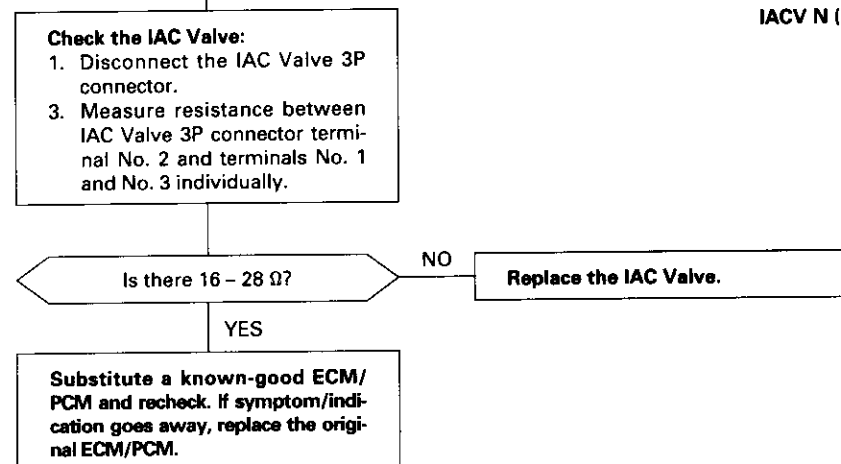 IACV N (
Check the IAC Valve:
1. Disconnect the IAC Valve 3P
connector.
3. Measure resistance between
IAC Valve 3P connector termi-
nal No. 2 and terminals No. 1
and No. 3 individually.
Is there 16 – 28 Ω?
NO
Replace the IAC Valve.
YES
Substitute a known-good ECM/
PCM and recheck. If symptom/indi-
cation goes away, replace the origi-
nal ECM/PCM.